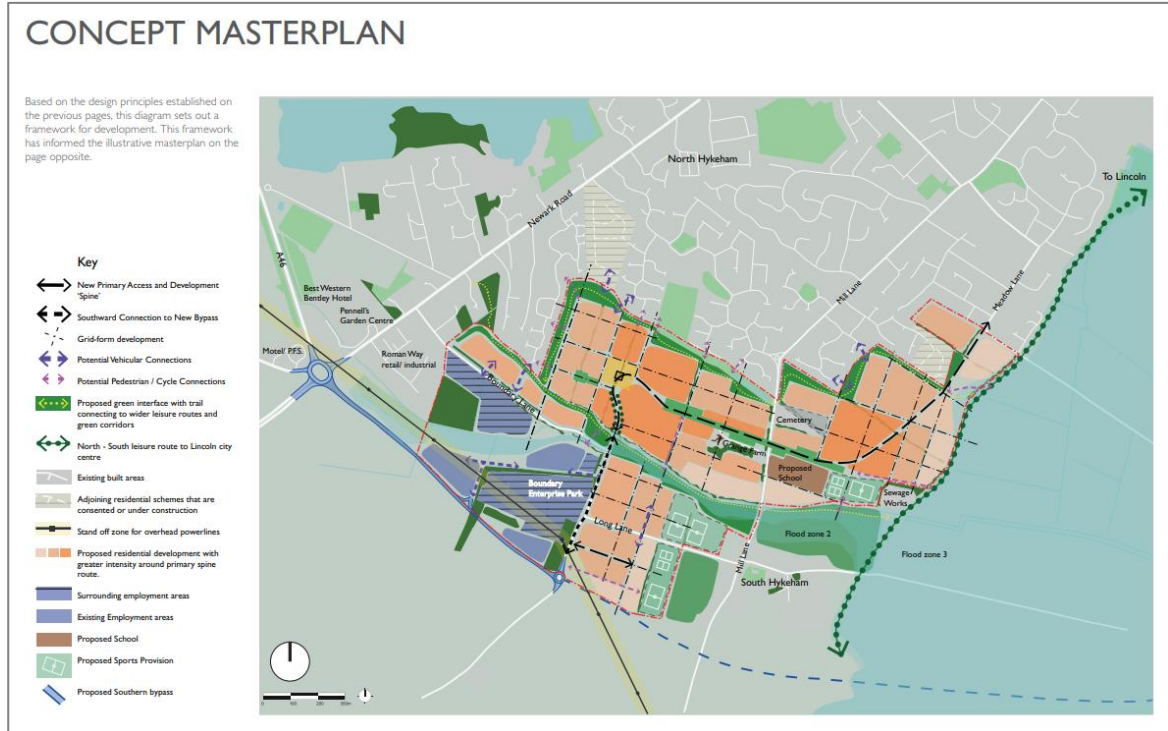 CONCEPT MASTERPLAN
Based on the design principles established on
the previous pages, this diagram sets out a
framework for development. This framework
has informed the illustrative masterplan on the
page opposite.
Key
New Primary Access and Development
'Spine'
Southward Connection to New Bypass
Grid-form development
Potential Vehicular Connections
Potential Pedestrian / Cycle Connections
Proposed green interface with trail
connecting to wider leisure routes and
green corridors
North - South leisure route to Lincoln city
centre
Existing built areas
Adjoining residential schemes that are
consented or under construction
Stand off zone for overhead powerlines
Proposed residential development with
greater intensity around primary spine
route.
Surrounding employment areas
Existing Employment areas
Proposed School
Proposed Sports Provision
Proposed Southern bypass
North Hykeham
To Lincoln
Newark Road
A46
Best Western
Bentley Hotel
Pennell's
Garden Centre
Motel/ P.F.S.
Roman Way
retail/ industrial
Mill Lane
Meadow Lane
Boundary Lane
Cemetery
Grange Farm
Proposed
School
Sewage
Works
Boundary
Enterprise Park
Long Lane
Mill Lane
Flood zone 2
Flood zone 3
South Hykeham